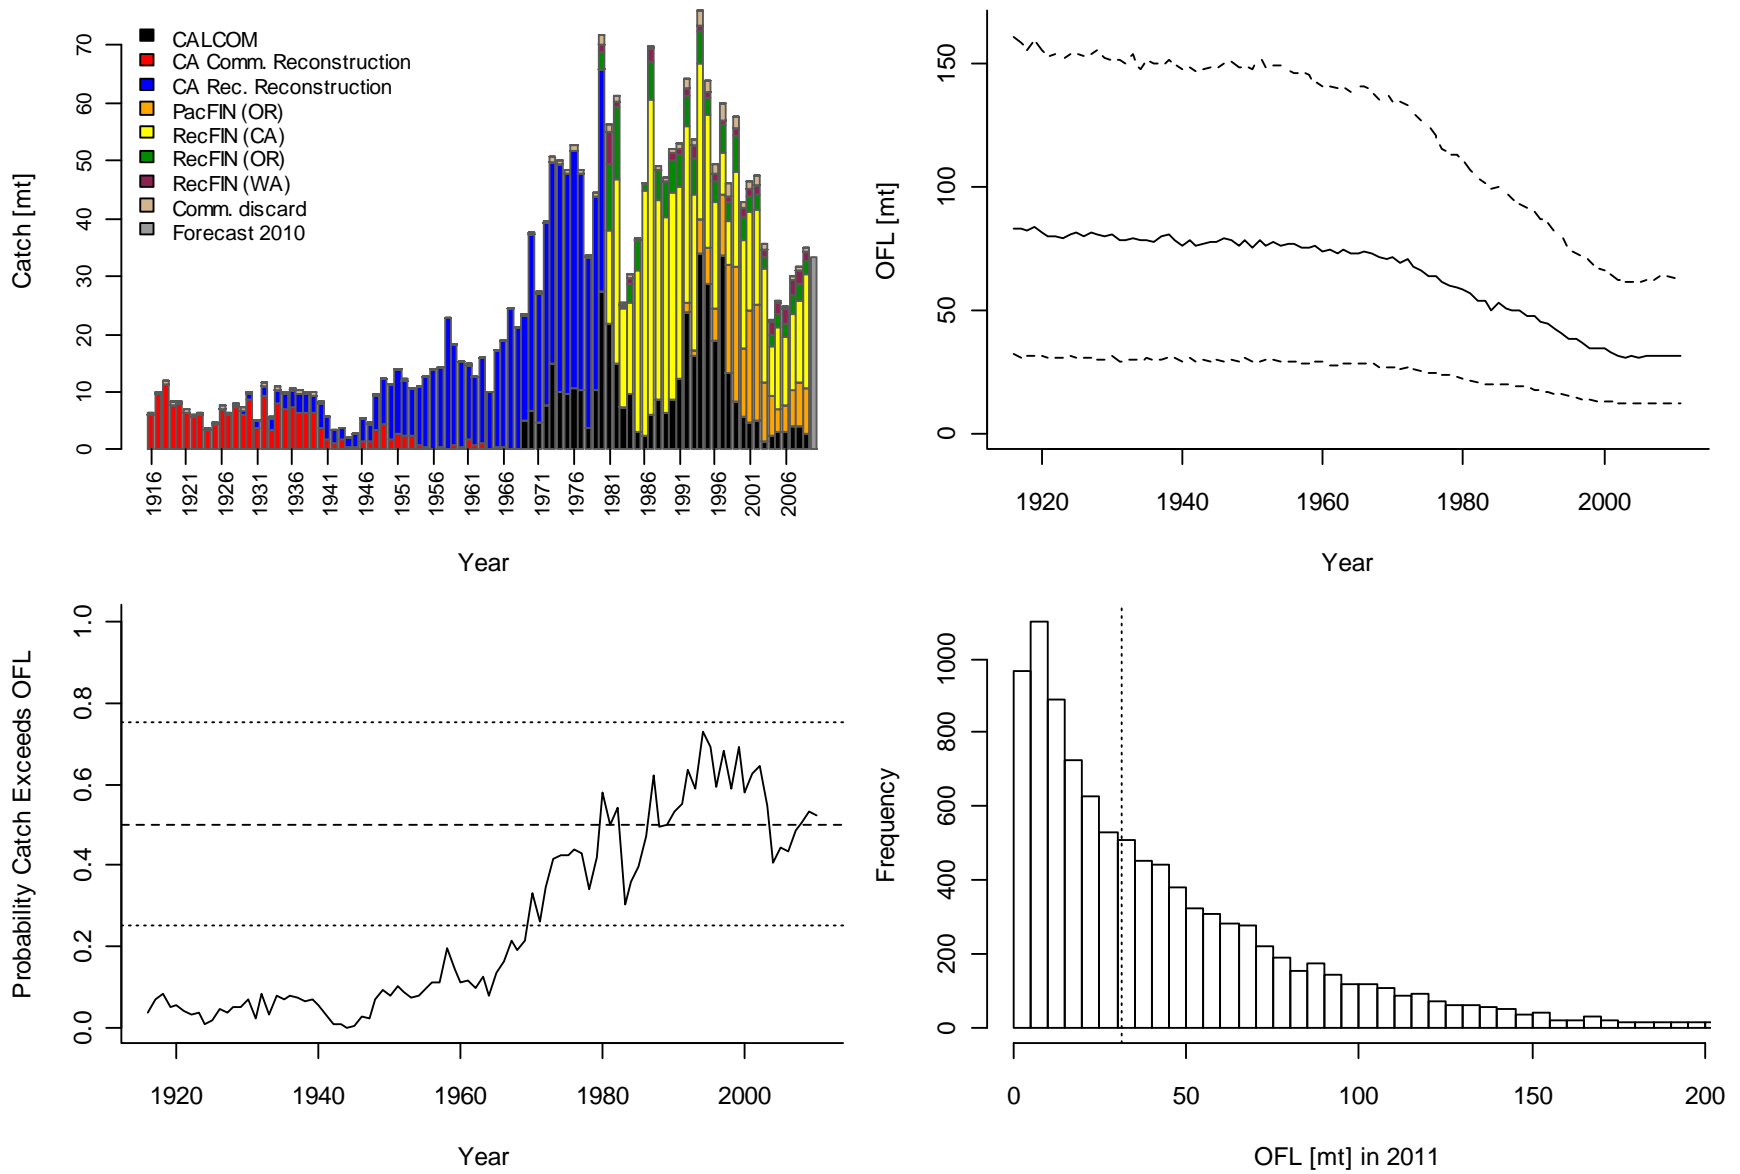 Catch [mt]
70
60
50
40
30
20
10
0
CALCOM
CA Comm. Reconstruction
CA Rec. Reconstruction
PacFIN (OR)
RecFIN (CA)
RecFIN (OR)
RecFIN (WA)
Comm. discard
Forecast 2010
1916 1921 1926 1931 1936 1941 1946 1951 1956 1961 1966 1971 1976 1981 1986 1991 1996 2001 2006
Year
OFL [mt]
150
100
50
0
1920 1940 1960 1980 2000
Year
Probability Catch Exceeds OFL
1.0
0.8
0.6
0.4
0.2
0.0
1920 1940 1960 1980 2000
Year
Frequency
1000
800
600
400
200
0
0 50 100 150 200
OFL [mt] in 2011